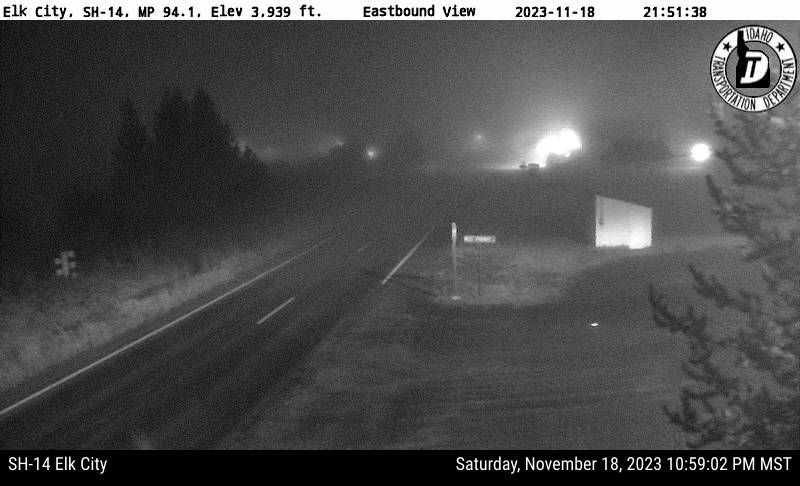 Elk City, SH-14, MP 94.1, Elev 3,939 ft. Eastbound View 2023-11-18 21:51:38
IDAHO
TRANSPORTATION DEPARTMENT
SH-14 Elk City Saturday, November 18, 2023 10:59:02 PM MST